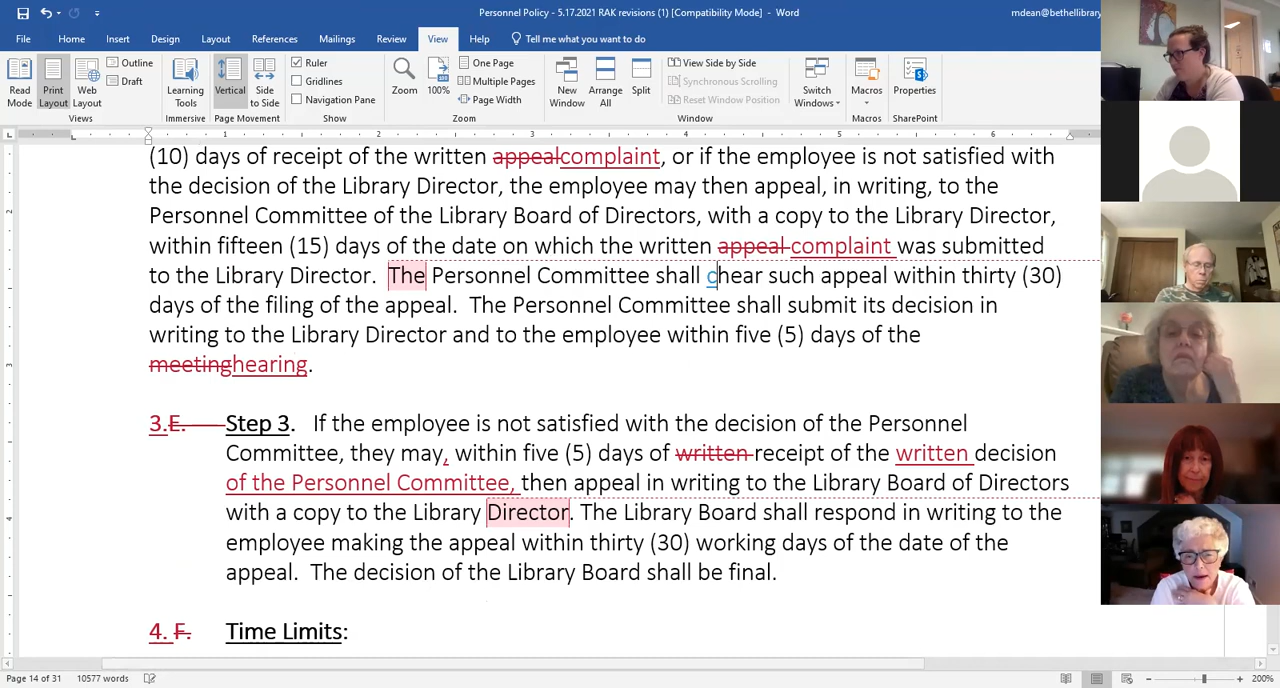 Personnel Policy - 5.17.2021 RAK revisions (1) [Compatibility Mode] - Word
mdean@bethellibrary
File Home Insert Design Layout References Mailings Review View Help Tell me what you want to do
Read Mode
Print Layout
Web Layout
Outline
Draft
Views
Learning Tools
Immersive
Vertical
Side to Side
Page Movement
Ruler
Gridlines
Navigation Pane
Show
Zoom
100%
One Page
Multiple Pages
Page Width
Zoom
New Window
Arrange All
Split
View Side by Side
Synchronous Scrolling
Reset Window Position
Window
Switch Windows
Macros
Macros
Properties
SharePoint
1 2 3 4 5 6
(10) days of receipt of the written appealcomplaint, or if the employee is not satisfied with
the decision of the Library Director, the employee may then appeal, in writing, to the
Personnel Committee of the Library Board of Directors, with a copy to the Library Director,
within fifteen (15) days of the date on which the written appeal complaint was submitted
to the Library Director.  The Personnel Committee shall chear such appeal within thirty (30)
days of the filing of the appeal.  The Personnel Committee shall submit its decision in
writing to the Library Director and to the employee within five (5) days of the
meetinghearing.
3.E. Step 3.   If the employee is not satisfied with the decision of the Personnel
Committee, they may, within five (5) days of written receipt of the written decision
of the Personnel Committee, then appeal in writing to the Library Board of Directors
with a copy to the Library Director. The Library Board shall respond in writing to the
employee making the appeal within thirty (30) working days of the date of the
appeal.  The decision of the Library Board shall be final.
4. F. Time Limits:
Page 14 of 31 10577 words
200%